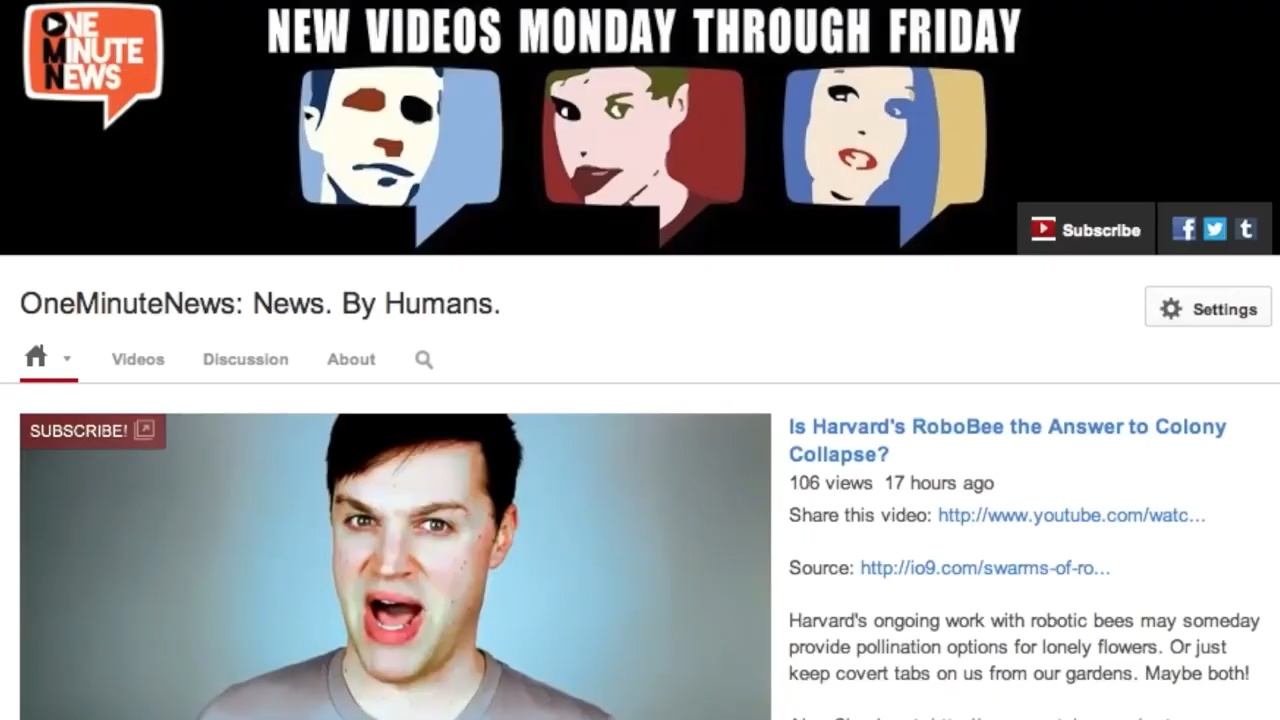 ONE
MINUTE
NEWS
NEW VIDEOS MONDAY THROUGH FRIDAY
Subscribe
OneMinuteNews: News. By Humans.
Settings
Videos
Discussion
About
SUBSCRIBE!
Is Harvard's RoboBee the Answer to Colony
Collapse?
106 views 17 hours ago
Share this video: http://www.youtube.com/watc...
Source: http://io9.com/swarms-of-ro...
Harvard's ongoing work with robotic bees may someday
provide pollination options for lonely flowers. Or just
keep covert tabs on us from our gardens. Maybe both!